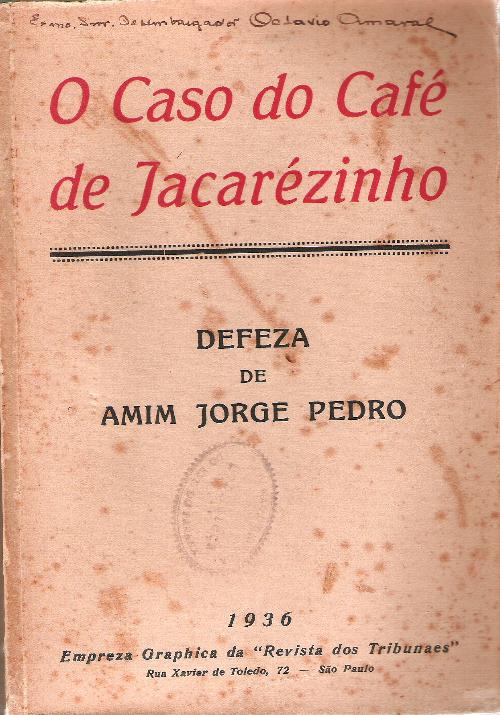 Exmo. Snr. Desembargador Octavio Amaral
O Caso do Café
de Jacarézinho
DEFEZA
DE
AMIM JORGE PEDRO
1936
Empreza Graphica da "Revista dos Tribunaes"
Rua Xavier de Toledo, 72 — São Paulo